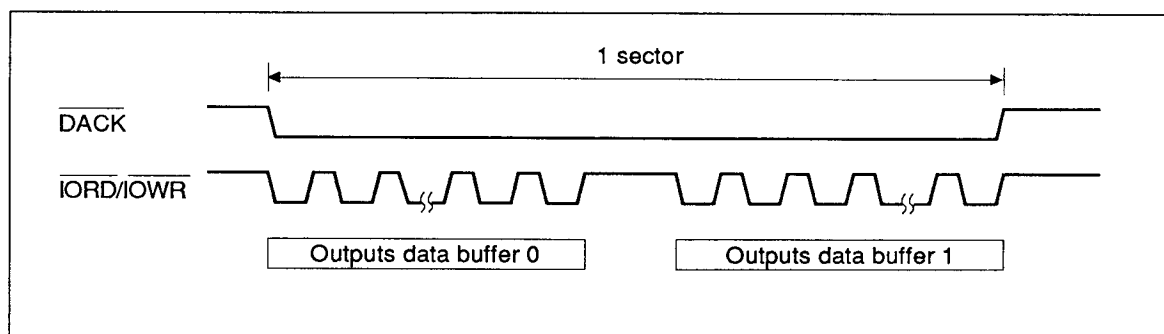 1 sector
DACK
IORD/IOWR
Outputs data buffer 0
Outputs data buffer 1